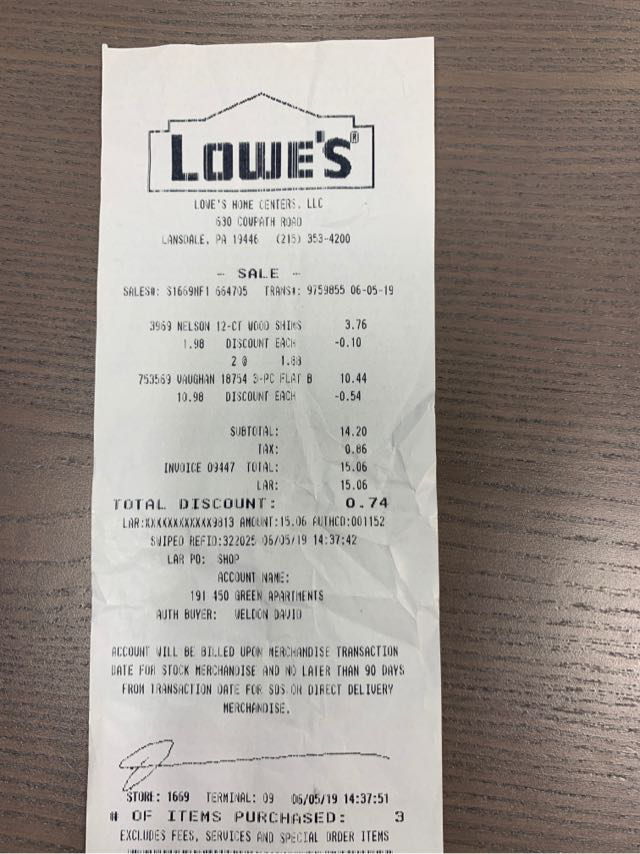 LOWE'S®
LOWE'S HOME CENTERS, LLC
630 COWPATH ROAD
LANSDALE, PA 19446 (215) 353-4200
- SALE -
SALES#: S1669NF1 664705 TRANS#: 9759855 06-05-19
3969 NELSON 12-CT WOOD SHIMS 3.76
1.98 DISCOUNT EACH -0.10
2 @ 1.88
753569 VAUGHAN 18754 3-PC FLAT B 10.44
10.98 DISCOUNT EACH -0.54
SUBTOTAL: 14.20
TAX: 0.86
INVOICE 09447 TOTAL: 15.06
LAR: 15.06
TOTAL DISCOUNT: 0.74
LAR:XXXXXXXXXXXX9813 AMOUNT:15.06 AUTHCD:001152
SWIPED REFID:322025 06/05/19 14:37:42
LAR PO: SHOP
ACCOUNT NAME:
191 450 GREEN APARTMENTS
AUTH BUYER: WELDON DAVID
ACCOUNT WILL BE BILLED UPON MERCHANDISE TRANSACTION
DATE FOR STOCK MERCHANDISE AND NO LATER THAN 90 DAYS
FROM TRANSACTION DATE FOR SOS OR DIRECT DELIVERY
MERCHANDISE.
STORE: 1669 TERMINAL: 09 06/05/19 14:37:51
# OF ITEMS PURCHASED: 3
EXCLUDES FEES, SERVICES AND SPECIAL ORDER ITEMS